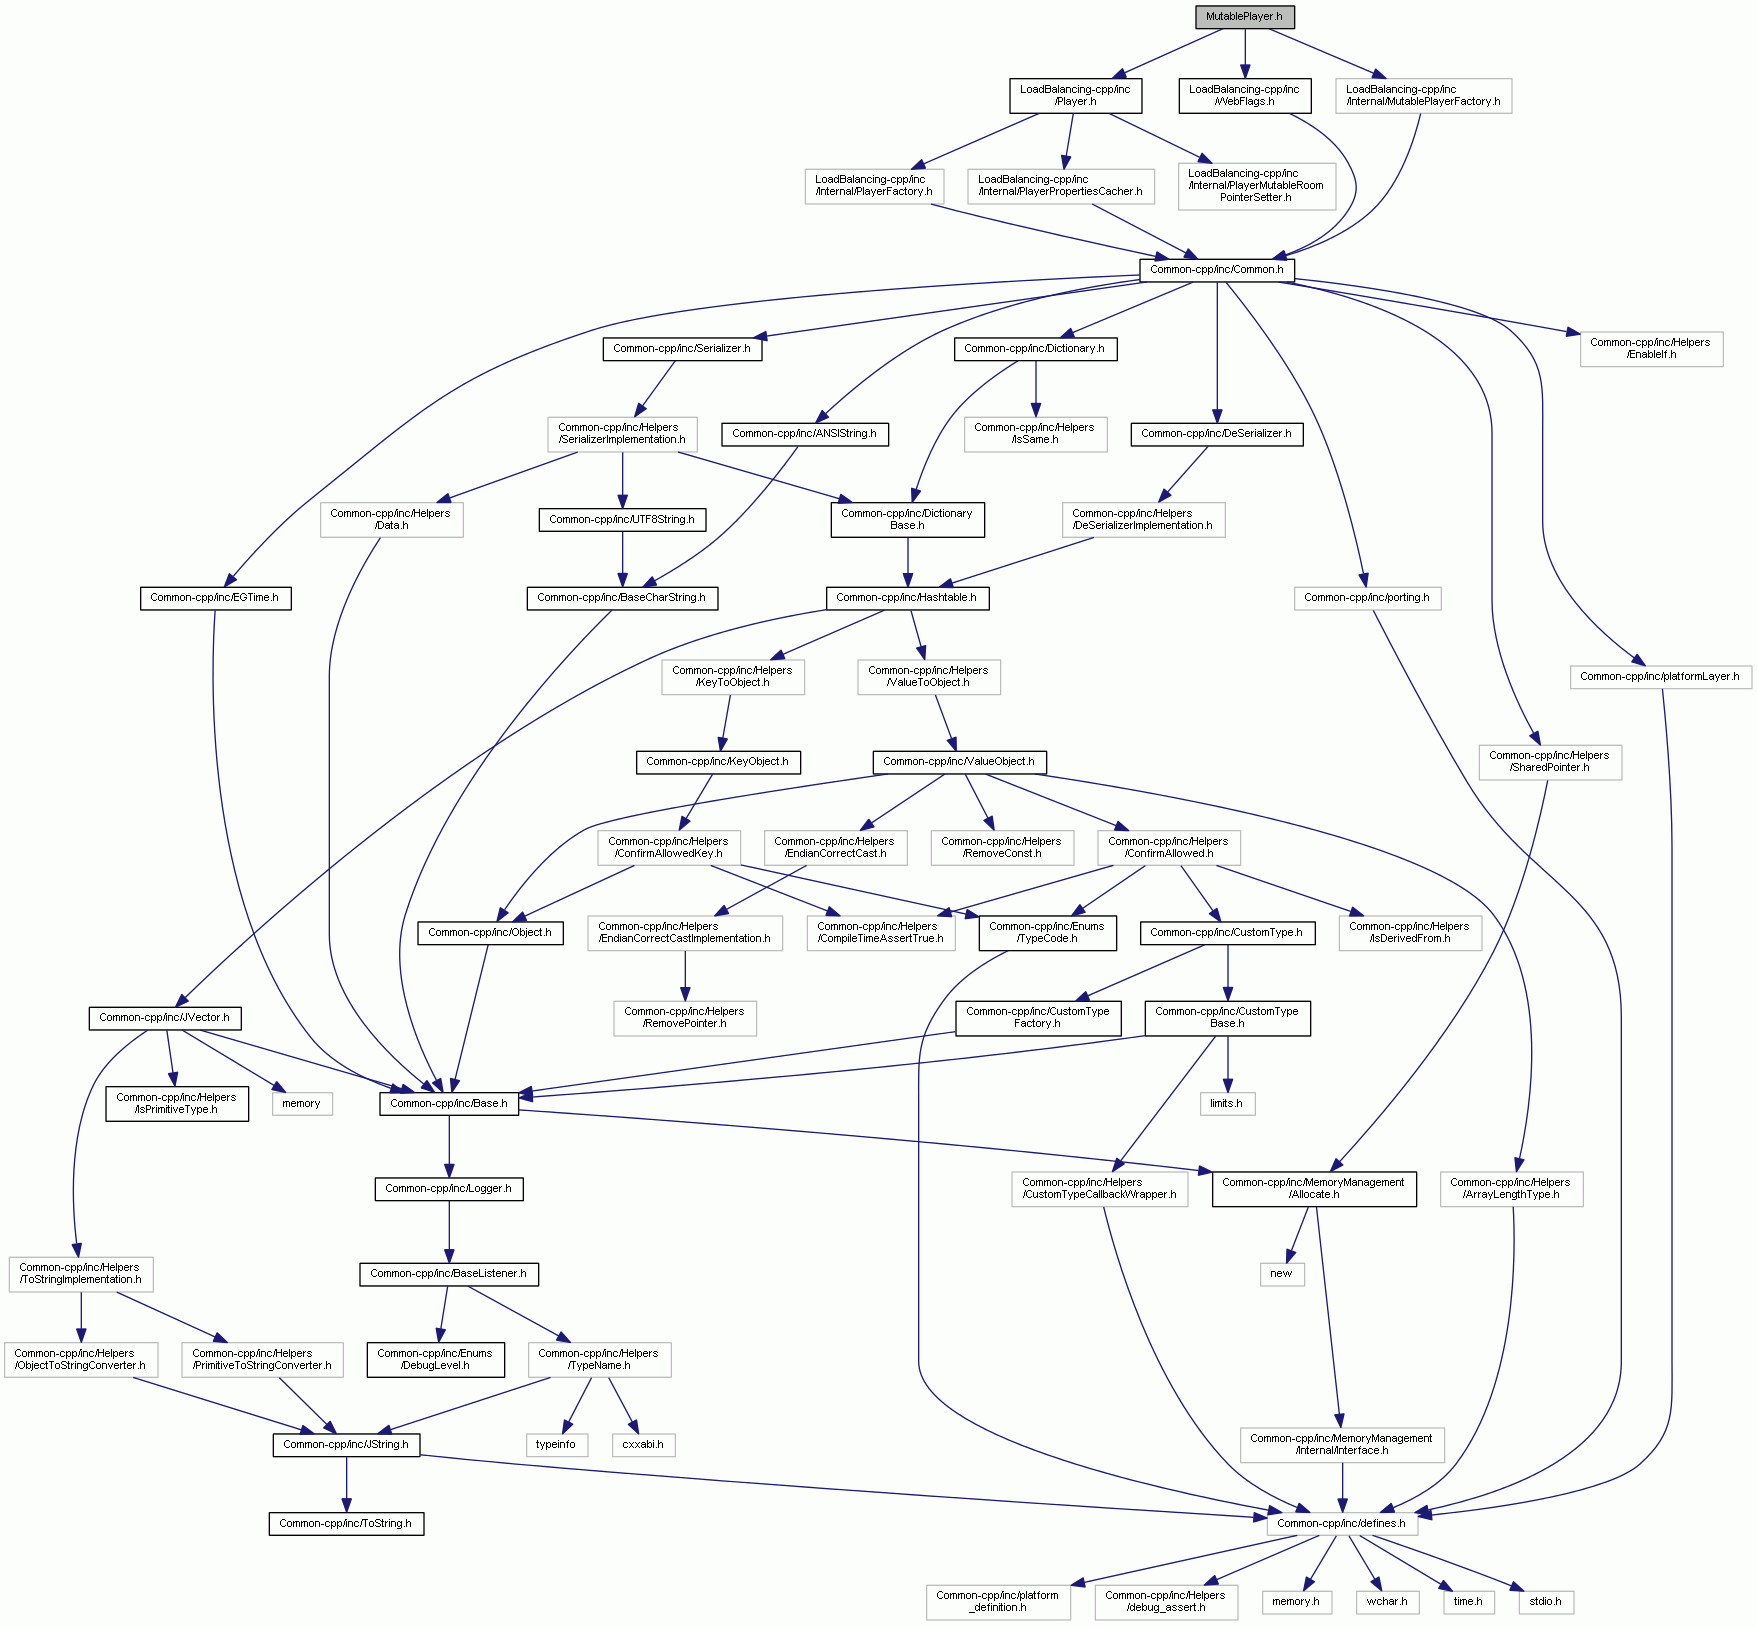 MutablePlayer.h
LoadBalancing-cpp/inc
/Player.h
LoadBalancing-cpp/inc
/WebFlags.h
LoadBalancing-cpp/inc
/Internal/MutablePlayerFactory.h
LoadBalancing-cpp/inc
/Internal/PlayerFactory.h
LoadBalancing-cpp/inc
/Internal/PlayerPropertiesCacher.h
LoadBalancing-cpp/inc
/Internal/PlayerMutableRoom
PointerSetter.h
Common-cpp/inc/Common.h
Common-cpp/inc/Serializer.h
Common-cpp/inc/Dictionary.h
Common-cpp/inc/Helpers
/EnableIf.h
Common-cpp/inc/Helpers
/SerializerImplementation.h
Common-cpp/inc/ANSIString.h
Common-cpp/inc/Helpers
/IsSame.h
Common-cpp/inc/DeSerializer.h
Common-cpp/inc/Helpers
/Data.h
Common-cpp/inc/UTF8String.h
Common-cpp/inc/Dictionary
Base.h
Common-cpp/inc/Helpers
/DeSerializerImplementation.h
Common-cpp/inc/EGTime.h
Common-cpp/inc/BaseCharString.h
Common-cpp/inc/Hashtable.h
Common-cpp/inc/porting.h
Common-cpp/inc/Helpers
/KeyToObject.h
Common-cpp/inc/Helpers
/ValueToObject.h
Common-cpp/inc/platformLayer.h
Common-cpp/inc/KeyObject.h
Common-cpp/inc/ValueObject.h
Common-cpp/inc/Helpers
/SharedPointer.h
Common-cpp/inc/Helpers
/ConfirmAllowedKey.h
Common-cpp/inc/Helpers
/EndianCorrectCast.h
Common-cpp/inc/Helpers
/RemoveConst.h
Common-cpp/inc/Helpers
/ConfirmAllowed.h
Common-cpp/inc/Object.h
Common-cpp/inc/Helpers
/EndianCorrectCastImplementation.h
Common-cpp/inc/Helpers
/CompileTimeAssertTrue.h
Common-cpp/inc/Enums
/TypeCode.h
Common-cpp/inc/CustomType.h
Common-cpp/inc/Helpers
/IsDerivedFrom.h
Common-cpp/inc/JVector.h
Common-cpp/inc/Helpers
/RemovePointer.h
Common-cpp/inc/CustomType
Factory.h
Common-cpp/inc/CustomType
Base.h
Common-cpp/inc/Helpers
/IsPrimitiveType.h
memory
Common-cpp/inc/Base.h
limits.h
Common-cpp/inc/Logger.h
Common-cpp/inc/Helpers
/CustomTypeCallbackWrapper.h
Common-cpp/inc/MemoryManagement
/Allocate.h
Common-cpp/inc/Helpers
/ArrayLengthType.h
Common-cpp/inc/Helpers
/ToStringImplementation.h
Common-cpp/inc/BaseListener.h
new
Common-cpp/inc/Helpers
/ObjectToStringConverter.h
Common-cpp/inc/Helpers
/PrimitiveToStringConverter.h
Common-cpp/inc/Enums
/DebugLevel.h
Common-cpp/inc/Helpers
/TypeName.h
Common-cpp/inc/JString.h
typeinfo
cxxabi.h
Common-cpp/inc/MemoryManagement
/Internal/Interface.h
Common-cpp/inc/ToString.h
Common-cpp/inc/defines.h
Common-cpp/inc/platform
_definition.h
Common-cpp/inc/Helpers
/debug_assert.h
memory.h
wchar.h
time.h
stdio.h